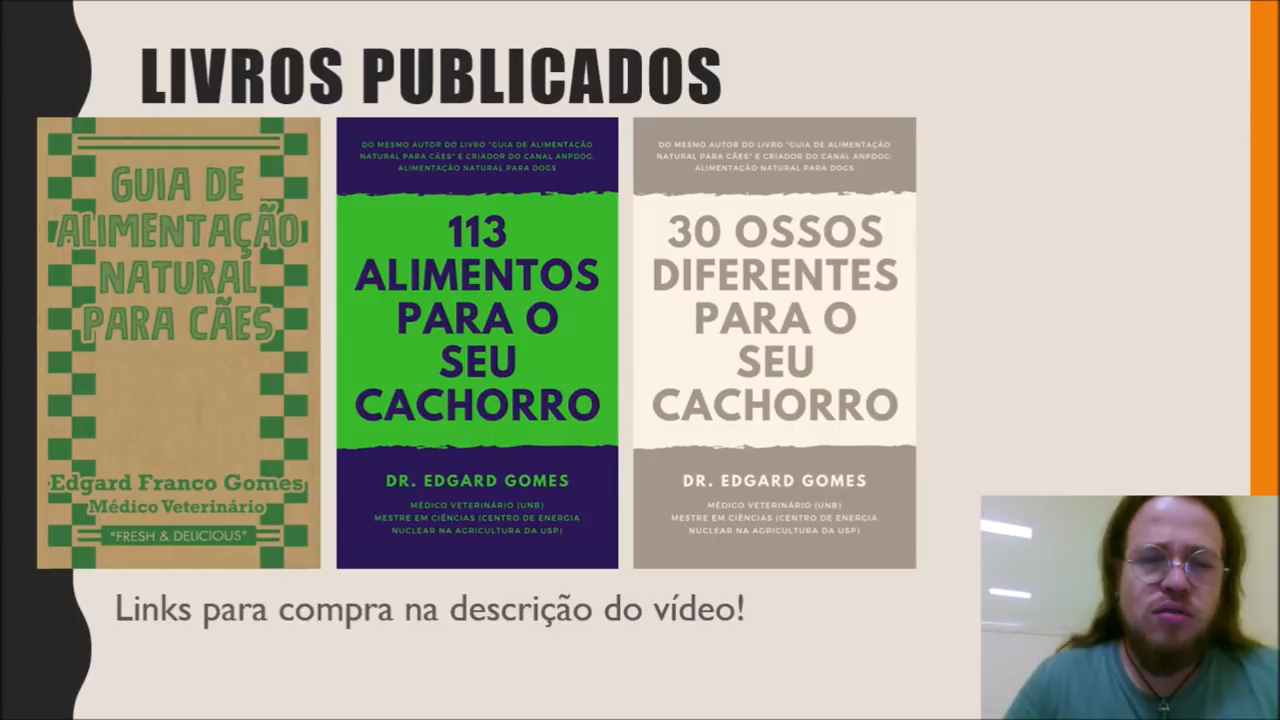 LIVROS PUBLICADOS
GUIA DE
ALIMENTAÇÃO
NATURAL
PARA CÃES
Edgard Franco Gomes
Médico Veterinário
"FRESH & DELICIOUS"
DO MESMO AUTOR DO LIVRO "GUIA DE ALIMENTAÇÃO
NATURAL PARA CÃES" E CRIADOR DO CANAL ANPDOG:
ALIMENTAÇÃO NATURAL PARA DOGS
113
ALIMENTOS
PARA O
SEU
CACHORRO
DR. EDGARD GOMES
MÉDICO VETERINÁRIO (UNB)
MESTRE EM CIÊNCIAS (CENTRO DE ENERGIA
NUCLEAR NA AGRICULTURA DA USP)
DO MESMO AUTOR DO LIVRO "GUIA DE ALIMENTAÇÃO
NATURAL PARA CÃES" E CRIADOR DO CANAL ANPDOG:
ALIMENTAÇÃO NATURAL PARA DOGS
30 OSSOS
DIFERENTES
PARA O
SEU
CACHORRO
DR. EDGARD GOMES
MÉDICO VETERINÁRIO (UNB)
MESTRE EM CIÊNCIAS (CENTRO DE ENERGIA
NUCLEAR NA AGRICULTURA DA USP)
Links para compra na descrição do vídeo!